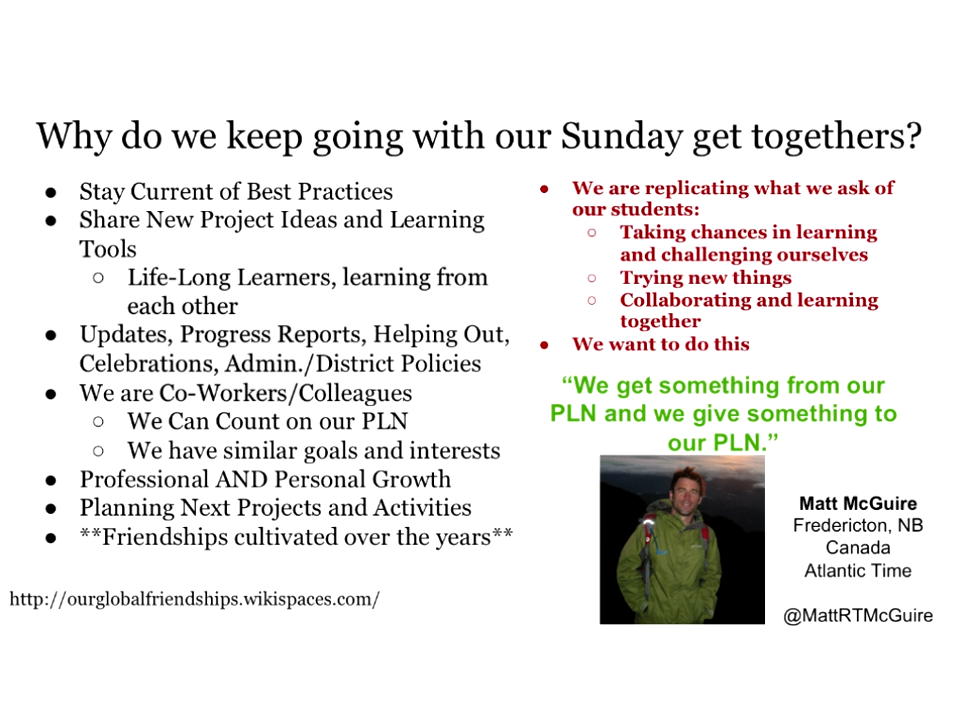 Why do we keep going with our Sunday get togethers?
● Stay Current of Best Practices
● Share New Project Ideas and Learning
Tools
○ Life-Long Learners, learning from
each other
● Updates, Progress Reports, Helping Out,
Celebrations, Admin./District Policies
● We are Co-Workers/Colleagues
○ We Can Count on our PLN
○ We have similar goals and interests
● Professional AND Personal Growth
● Planning Next Projects and Activities
● **Friendships cultivated over the years**
http://ourglobalfriendships.wikispaces.com/
● We are replicating what we ask of
our students:
○ Taking chances in learning
and challenging ourselves
○ Trying new things
○ Collaborating and learning
together
● We want to do this
“We get something from our
PLN and we give something to
our PLN.”
Matt McGuire
Fredericton, NB
Canada
Atlantic Time
@MattRTMcGuire